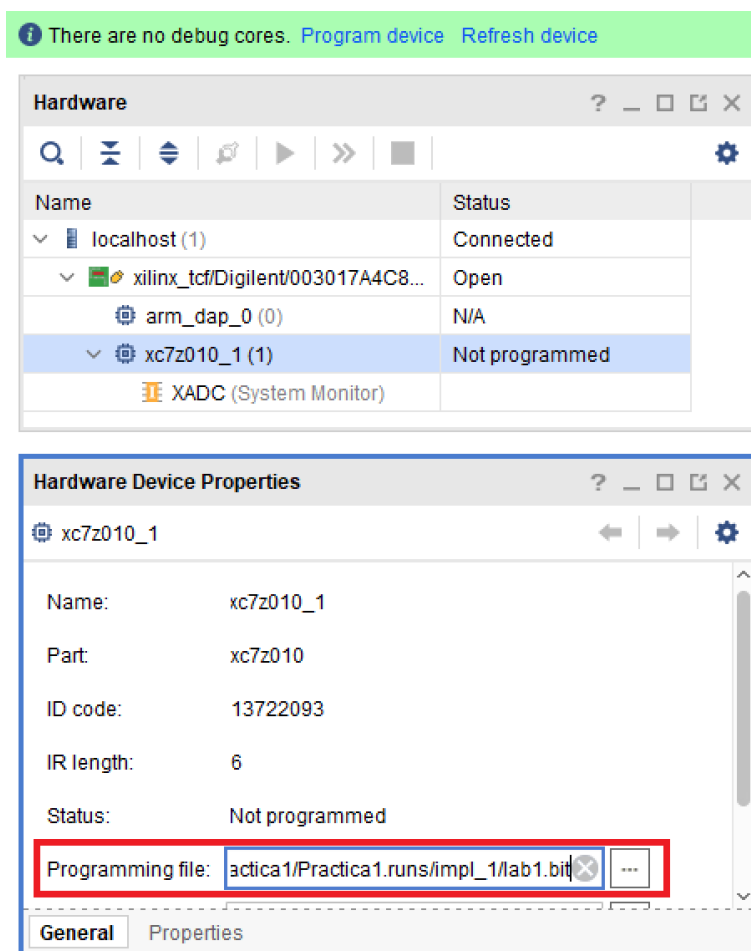 There are no debug cores. Program device Refresh device
Hardware
Name Status
localhost (1) Connected
xilinx_tcf/Digilent/003017A4C8... Open
arm_dap_0 (0) N/A
xc7z010_1 (1) Not programmed
XADC (System Monitor)
Hardware Device Properties
xc7z010_1
Name: xc7z010_1
Part: xc7z010
ID code: 13722093
IR length: 6
Status: Not programmed
Programming file: actica1/Practica1.runs/impl_1/lab1.bit ...
General Properties